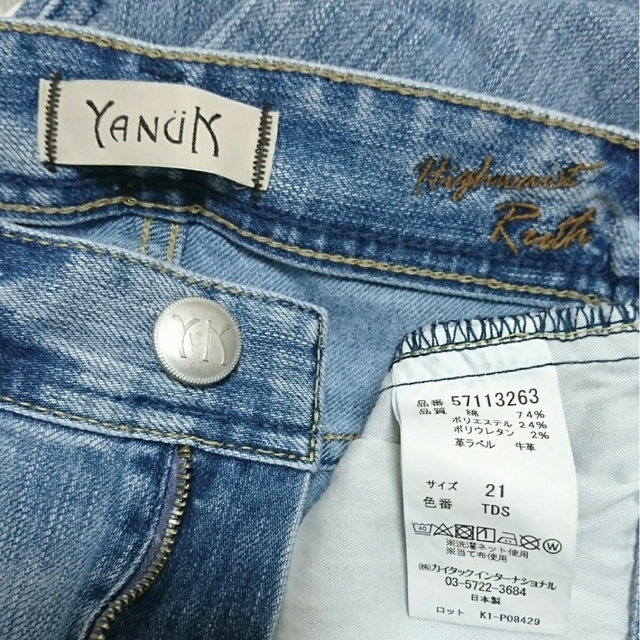 YANÜK
Highwaist
Ruth
YK
品番 57113263
品質 綿 74%
ポリエステル 24%
ポリウレタン 2%
革ラベル 牛革
サイズ 21
色番 TDS
40
1
W
※洗濯ネット使用
※当て布使用
㈱カイタックインターナショナル
03-5722-3684
日本製
ロット K1-P08429